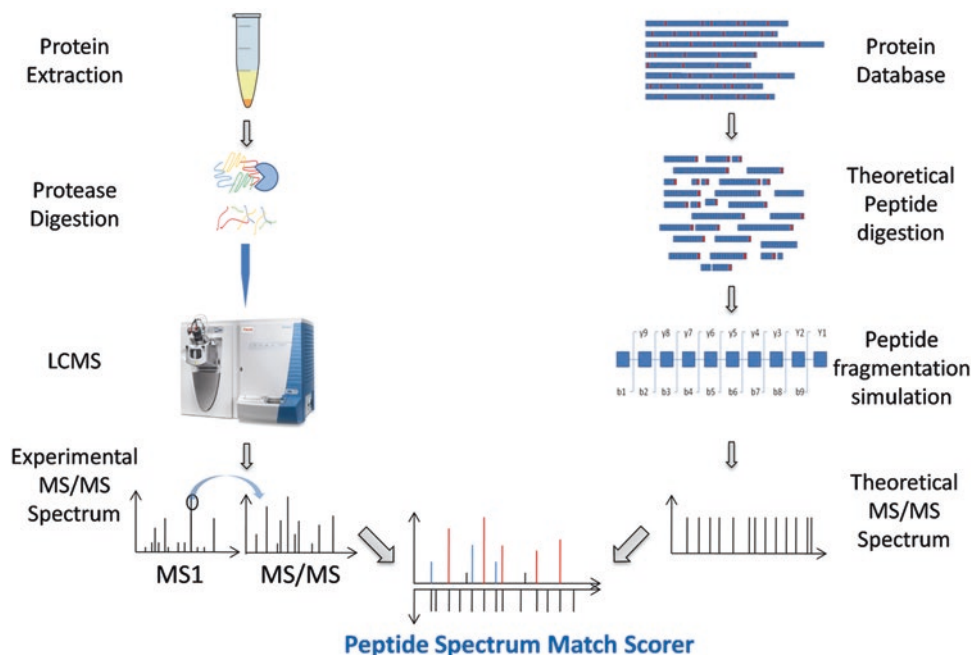 Protein
Extraction
Protein
Database
Protease
Digestion
Theoretical
Peptide
digestion
LCMS
y9 y8 y7 y6 y5 y4 y3 Y2 Y1
b1 b2 b3 b4 b5 b6 b7 b8 b9
Peptide
fragmentation
simulation
Experimental
MS/MS
Spectrum
MS1
MS/MS
Theoretical
MS/MS
Spectrum
Peptide Spectrum Match Scorer